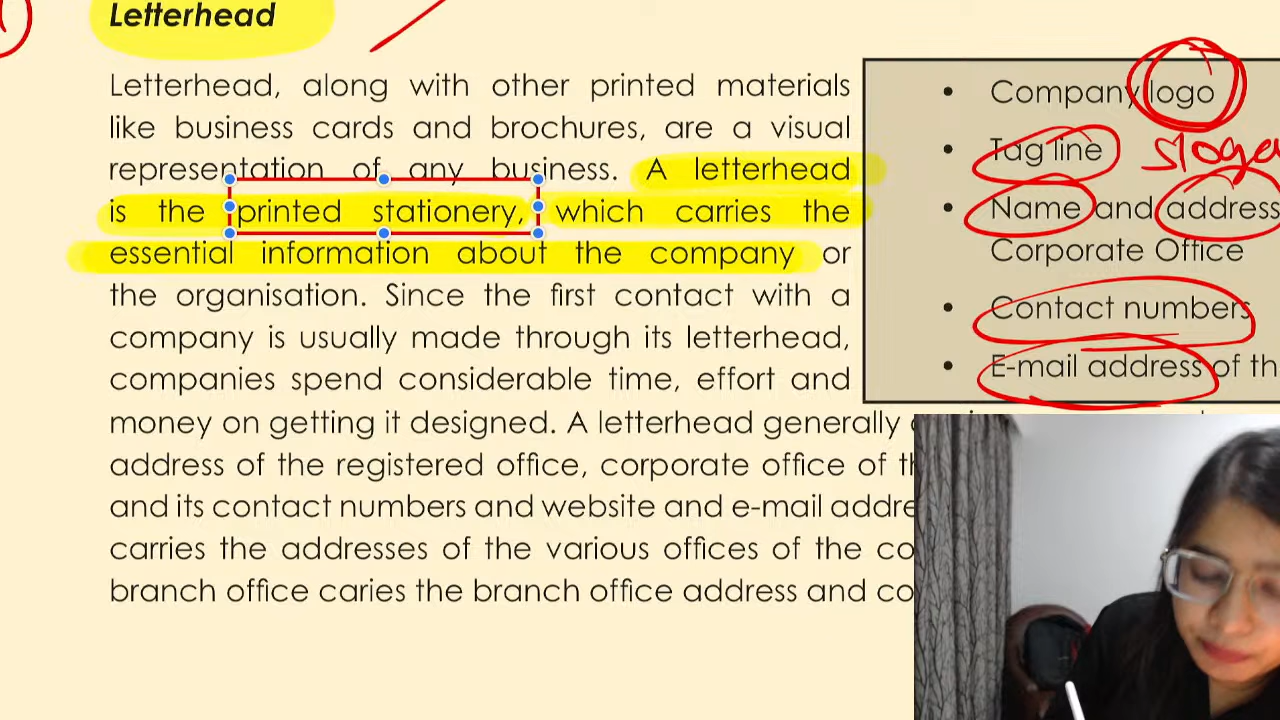 Letterhead
Letterhead, along with other printed materials
like business cards and brochures, are a visual
representation of any business. A letterhead
is the printed stationery, which carries the
essential information about the company or
the organisation. Since the first contact with a
company is usually made through its letterhead,
companies spend considerable time, effort and
money on getting it designed. A letterhead generally
address of the registered office, corporate office of
and its contact numbers and website and e-mail
carries the addresses of the various offices of the
branch office caries the branch office address and
• Company logo
• Tag line
• Name and address
Corporate Office
• Contact numbers
• E-mail address of